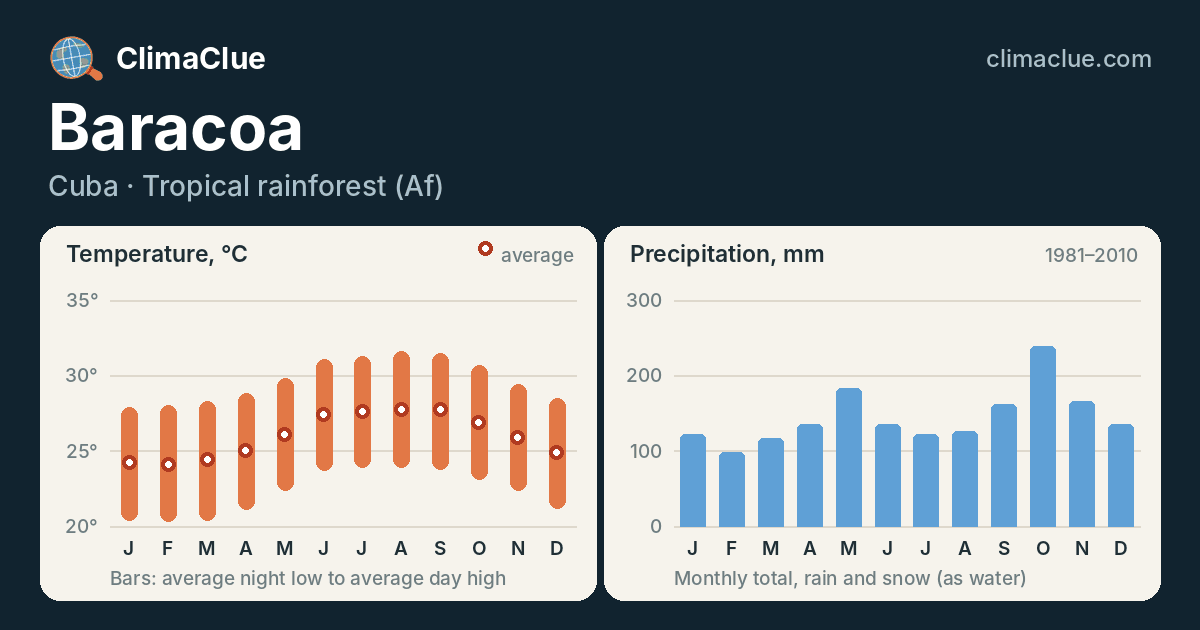 ClimaClue
climaclue.com
Baracoa
Cuba · Tropical rainforest (Af)
Temperature, °C
average
35°
30°
25°
20°
J F M A M J J A S O N D
Bars: average night low to average day high
Precipitation, mm
1981–2010
300
200
100
0
J F M A M J J A S O N D
Monthly total, rain and snow (as water)